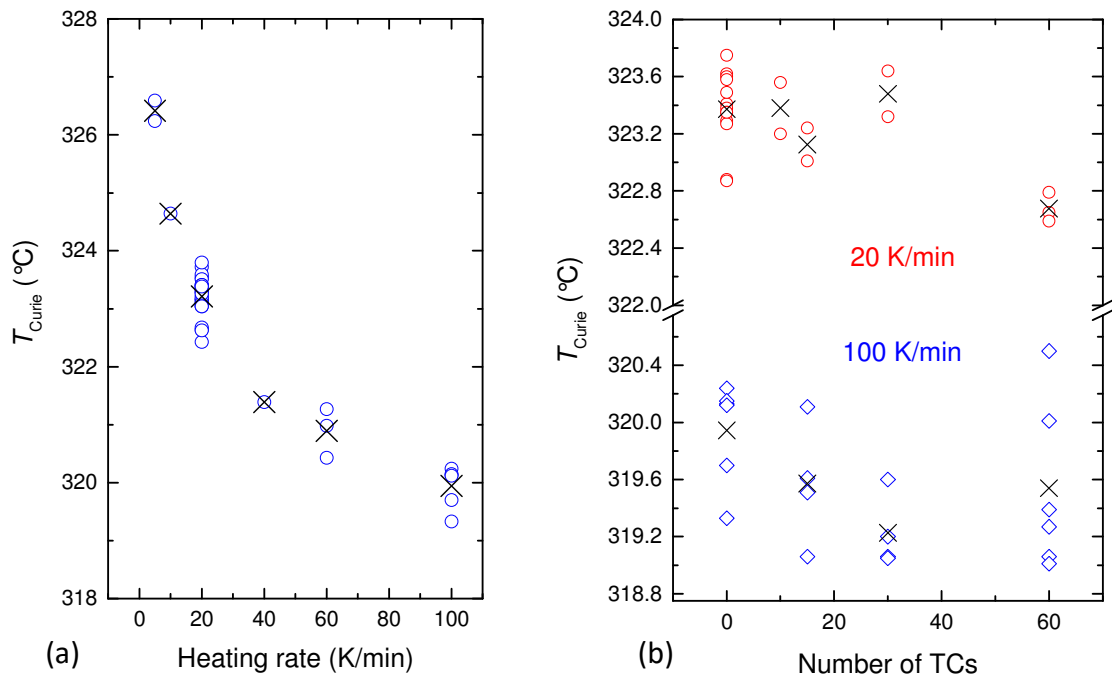 328
326
324
322
320
318
T_Curie (°C)
0 20 40 60 80 100
Heating rate (K/min)
(a)
324.0
323.6
323.2
322.8
322.4
322.0
320.4
320.0
319.6
319.2
318.8
T_Curie (°C)
20 K/min
100 K/min
0 20 40 60
Number of TCs
(b)